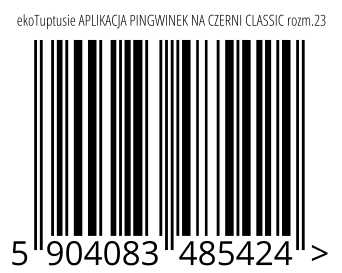 ekoTuptusie APLIKACJA PINGWINEK NA CZERNI CLASSIC rozm.23
5 904083 485424 >